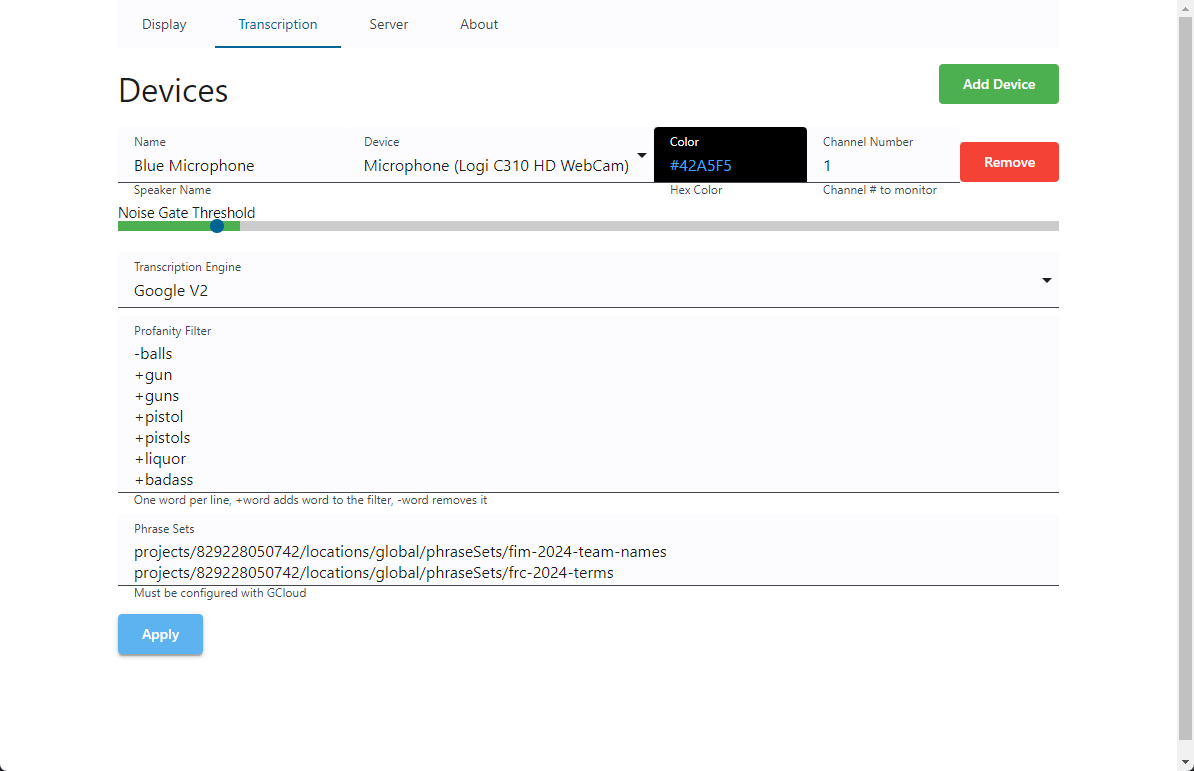 Display Transcription Server About
Devices
Add Device
Name Device Color Channel Number
Blue Microphone Microphone (Logi C310 HD WebCam) #42A5F5 1
Remove
Speaker Name Hex Color Channel # to monitor
Noise Gate Threshold
Transcription Engine
Google V2
Profanity Filter
-balls
+gun
+guns
+pistol
+pistols
+liquor
+badass
One word per line, +word adds word to the filter, -word removes it
Phrase Sets
projects/829228050742/locations/global/phraseSets/fim-2024-team-names
projects/829228050742/locations/global/phraseSets/frc-2024-terms
Must be configured with GCloud
Apply